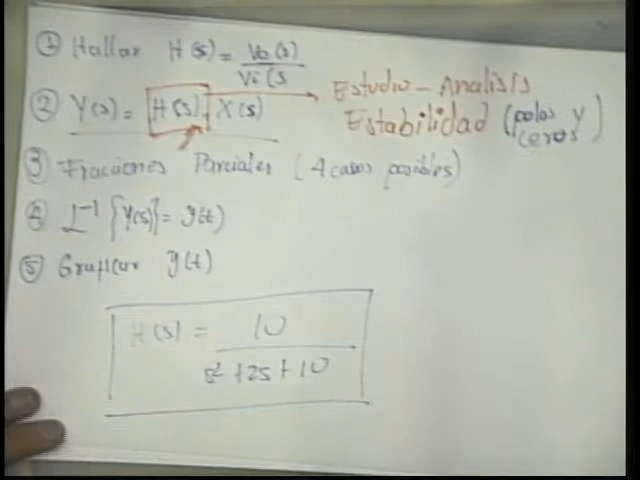 ① Hallar H(s) = Vo(s) / Vi(s
② Y(s) = H(s) X(s)
Estudio - Analisis
Estabilidad (polos y ceros)
③ Fraciones Parciales (4 casos posibles)
④ L⁻¹ {Y(s)} = y(t)
⑤ Graficar y(t)
H(s) = 10 / s² + 2s + 10